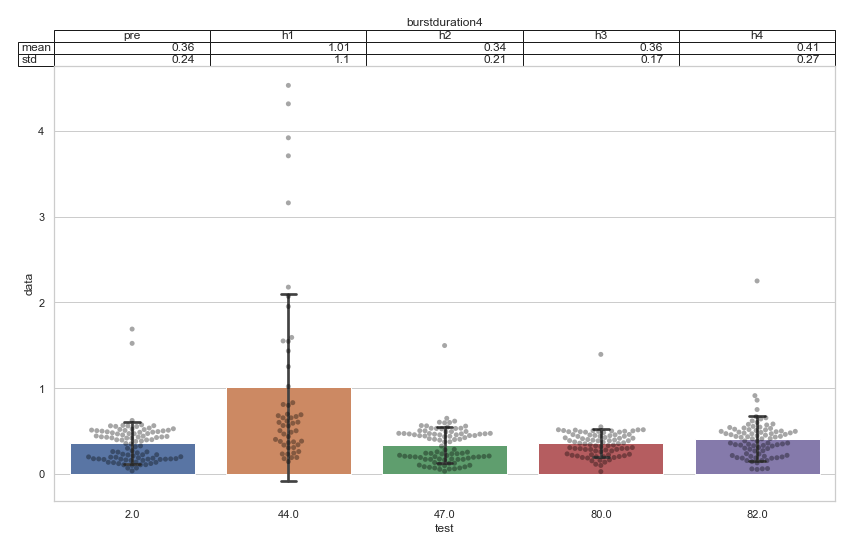 burstduration4
pre h1 h2 h3 h4
mean 0.36 1.01 0.34 0.36 0.41
std 0.24 1.1 0.21 0.17 0.27
4
3
2
1
0
data
2.0 44.0 47.0 80.0 82.0
test